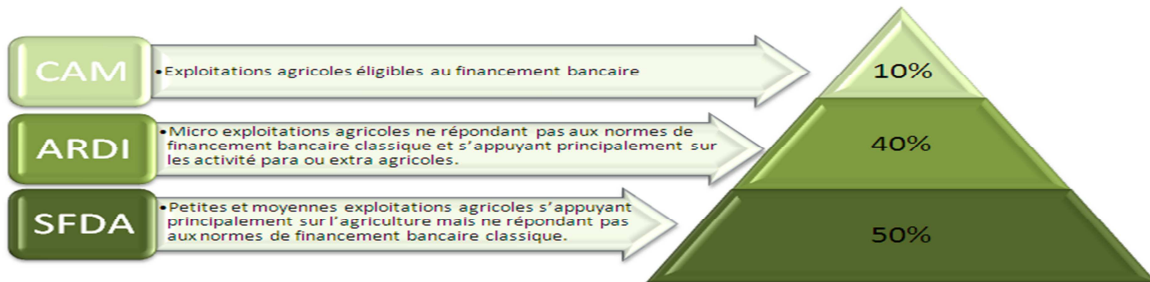 CAM
•Exploitations agricoles éligibles au financement bancaire
10%
ARDI
•Micro exploitations agricoles ne répondant pas aux normes de
financement bancaire classique et s’appuyant principalement sur
les activité para ou extra agricoles.
40%
SFDA
•Petites et moyennes exploitations agricoles s’appuyant
principalement sur l’agriculture mais ne répondant pas
aux normes de financement bancaire classique.
50%